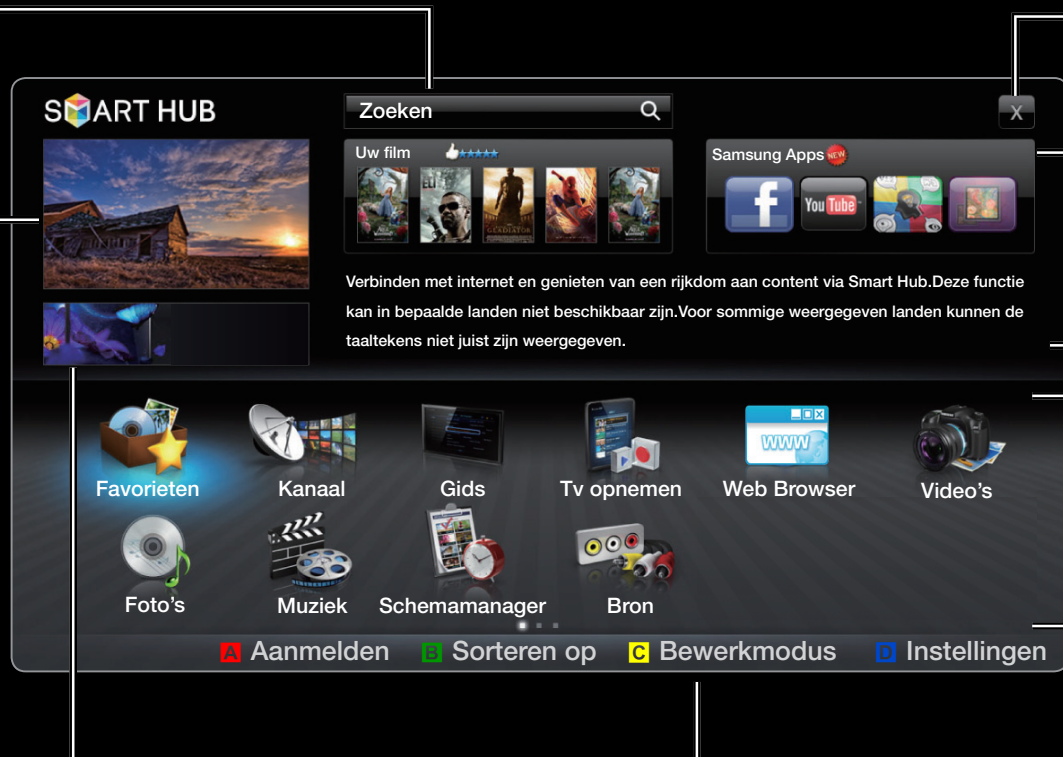 SMART HUB
Zoeken
X
Uw film
Samsung Apps NEW
ELI
GLADIATOR
You Tube
Verbinden met internet en genieten van een rijkdom aan content via Smart Hub.Deze functie
kan in bepaalde landen niet beschikbaar zijn.Voor sommige weergegeven landen kunnen de
taaltekens niet juist zijn weergegeven.
www
Favorieten Kanaal Gids Tv opnemen Web Browser Video's
Foto's Muziek Schemamanager Bron
A Aanmelden B Sorteren op C Bewerkmodus D Instellingen